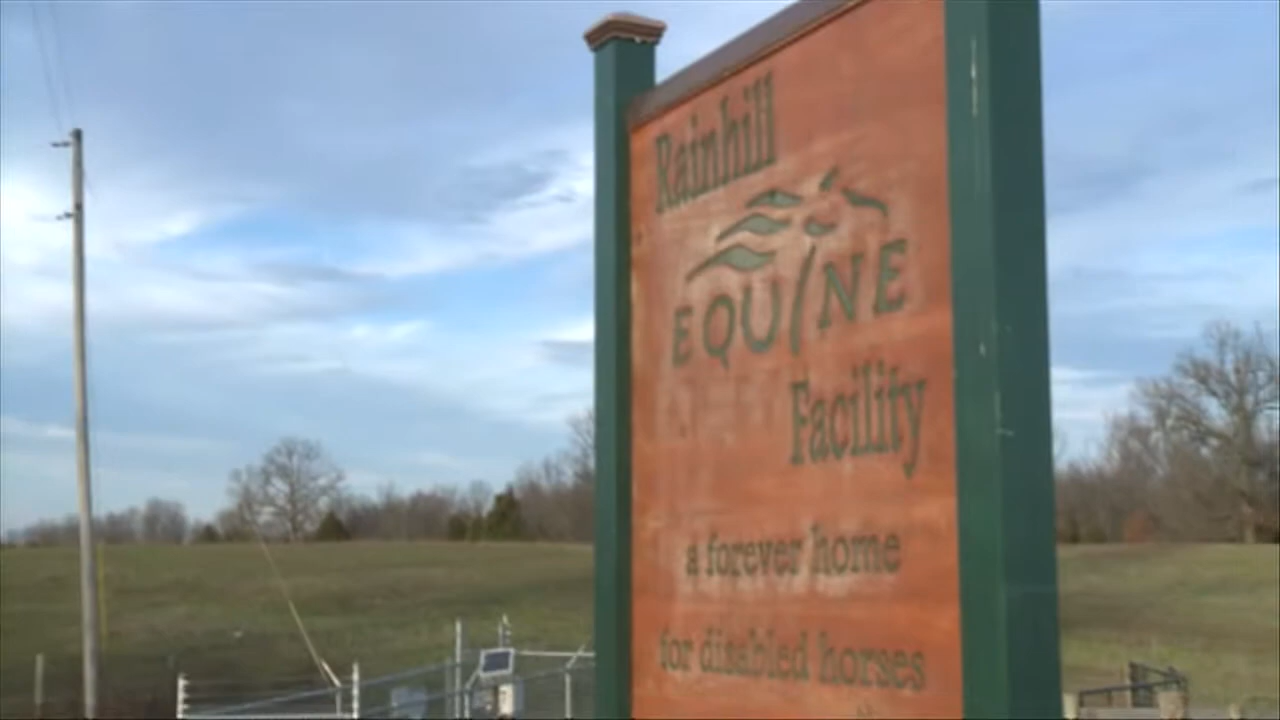 Rainhill
EQUINE
Facility
a forever home
for disabled horses